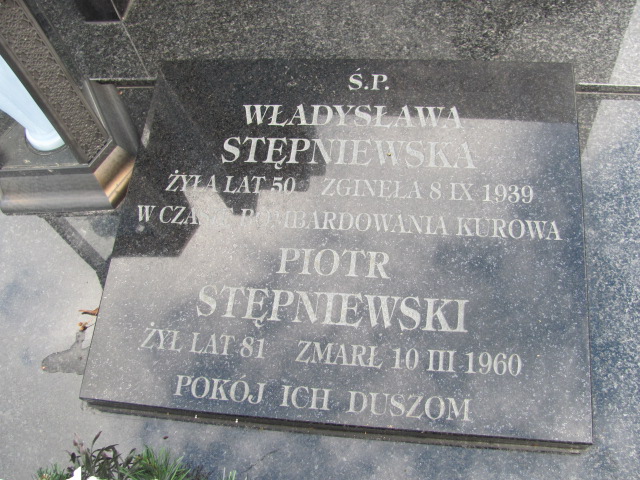 Ś.P.
WŁADYSŁAWA
STĘPNIEWSKA
ŻYŁA LAT 50 ZGINĘŁA 8 IX 1939
W CZASIE BOMBARDOWANIA KUROWA
PIOTR
STĘPNIEWSKI
ŻYŁ LAT 81 ZMARŁ 10 III 1960
POKÓJ ICH DUSZOM